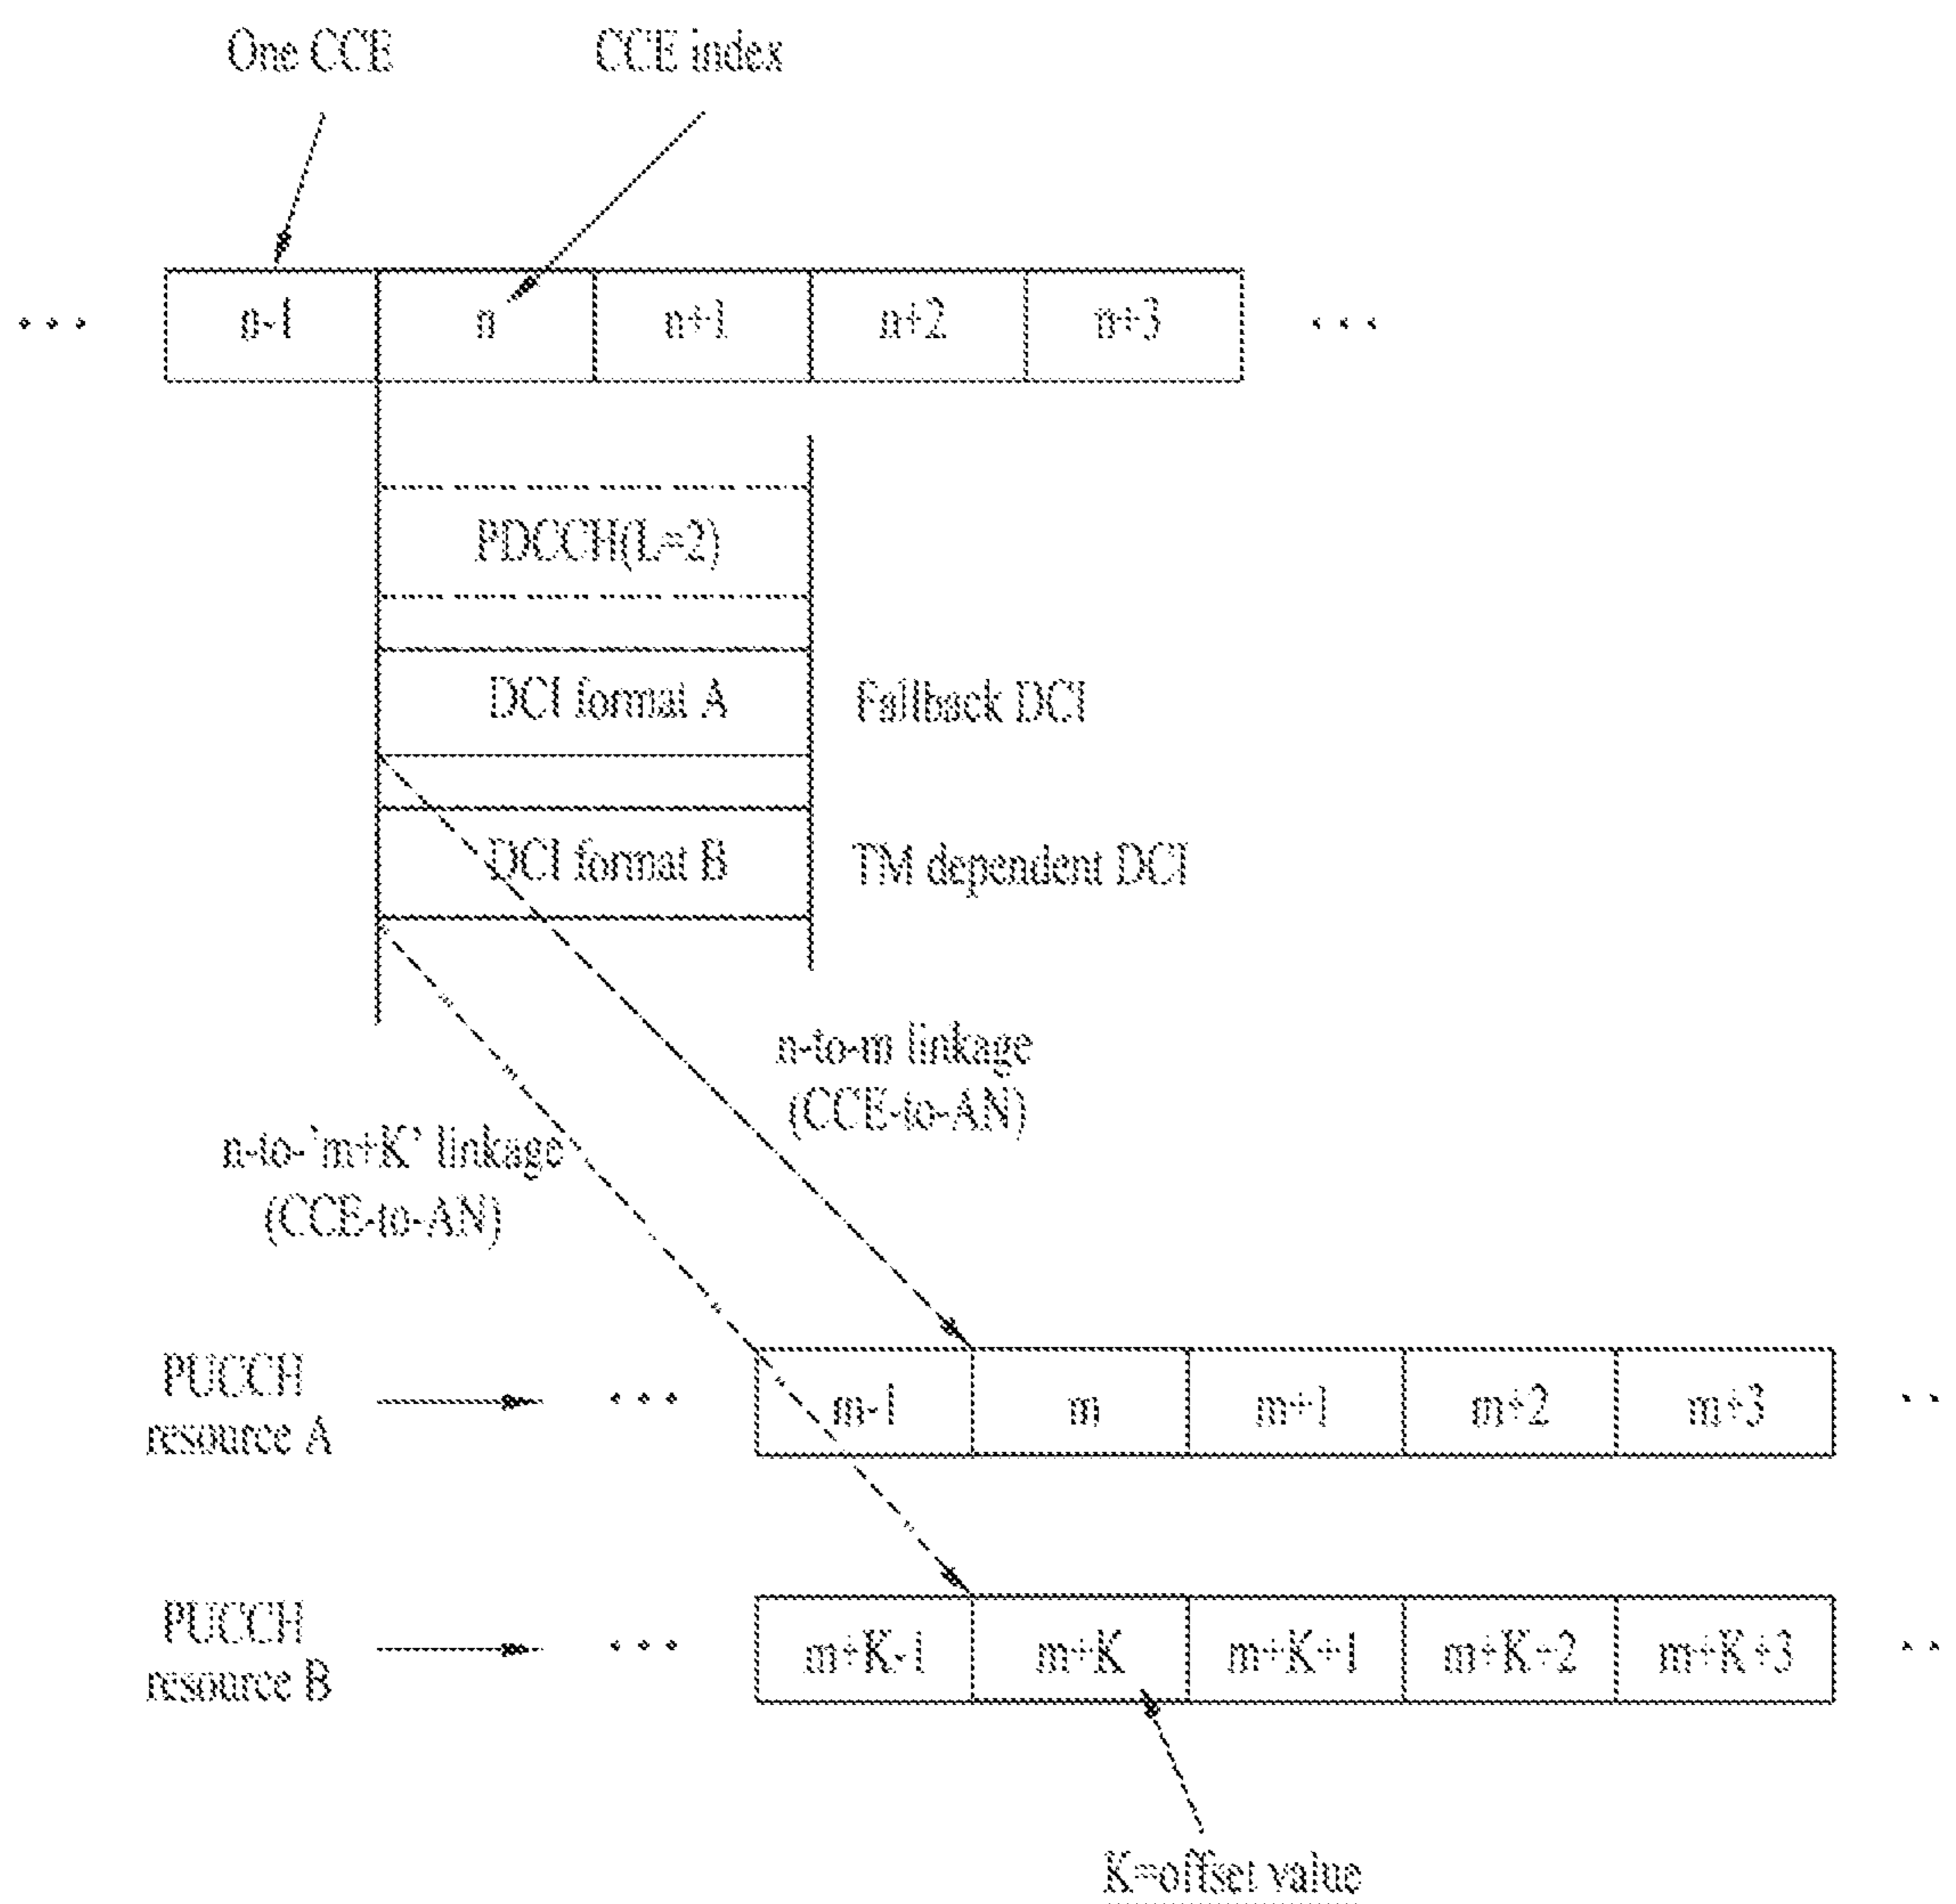 One CCE CCE index
... n-1 n n+1 n+2 n+3 ...
PDCCH(L=2)
DCI format A Fallback DCI
DCI format B TM dependent DCI
n-to-m linkage
(CCE-to-AN)
n-to-'m+K' linkage
(CCE-to-AN)
PUCCH
resource A
... m-1 m m+1 m+2 m+3 ..
PUCCH
resource B
... m+K-1 m+K m+K+1 m+K+2 m+K+3 ..
K=offset value